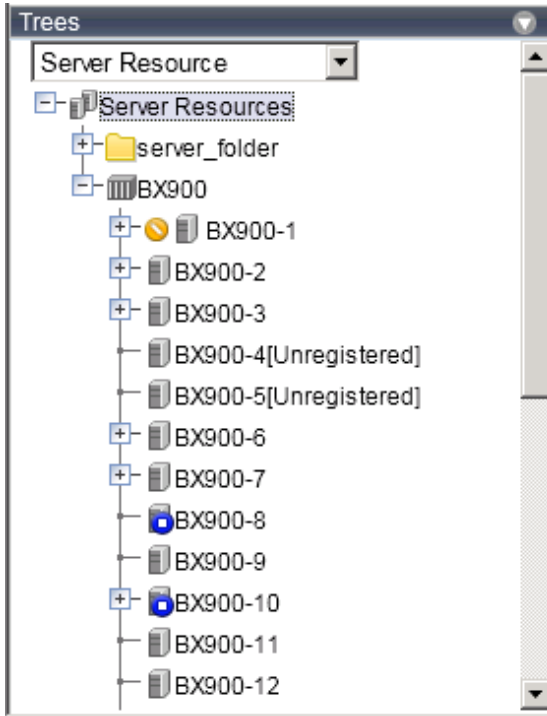 Trees
Server Resource
Server Resources
server_folder
BX900
BX900-1
BX900-2
BX900-3
BX900-4[Unregistered]
BX900-5[Unregistered]
BX900-6
BX900-7
BX900-8
BX900-9
BX900-10
BX900-11
BX900-12